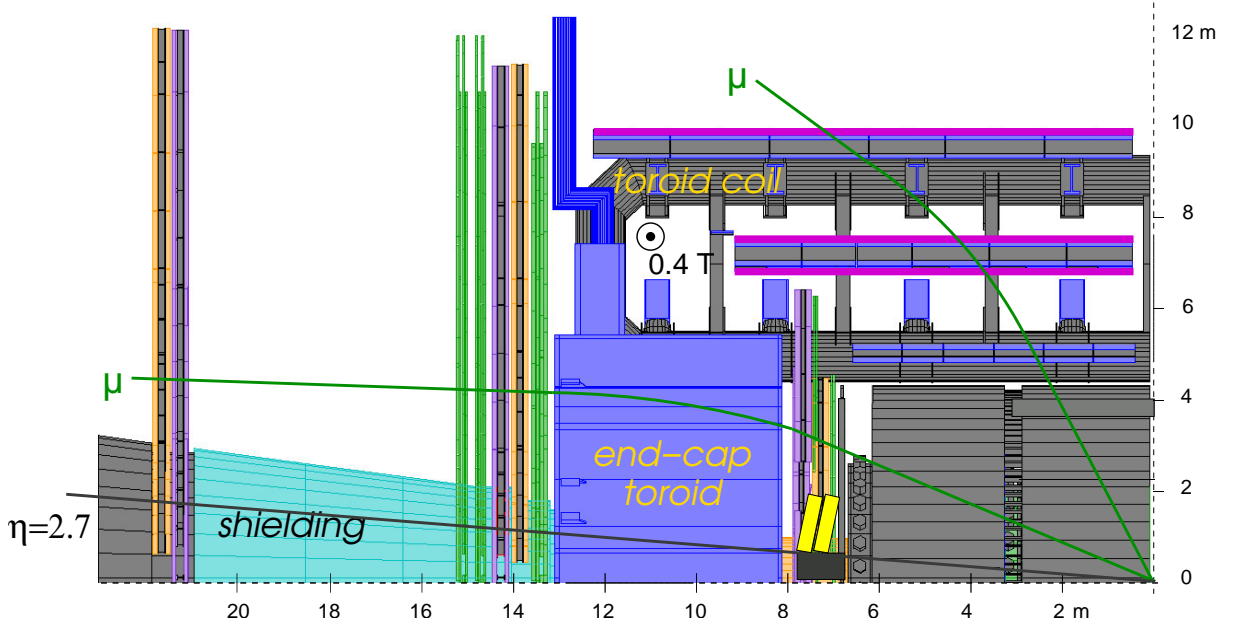 12 m
μ
10
toroid coil
8
0.4 T
6
μ
4
end-cap
toroid
2
η=2.7
shielding
0
20 18 16 14 12 10 8 6 4 2 m